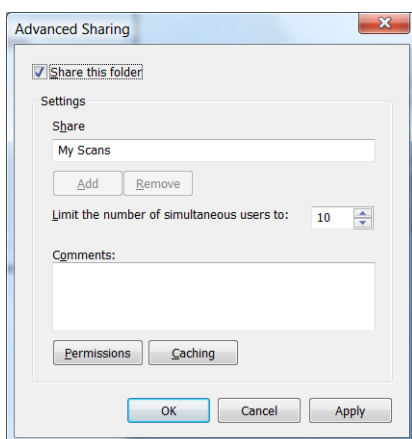 Advanced Sharing
Share this folder
Settings
Share
My Scans
Add Remove
Limit the number of simultaneous users to: 10
Comments:
Permissions Caching
OK Cancel Apply